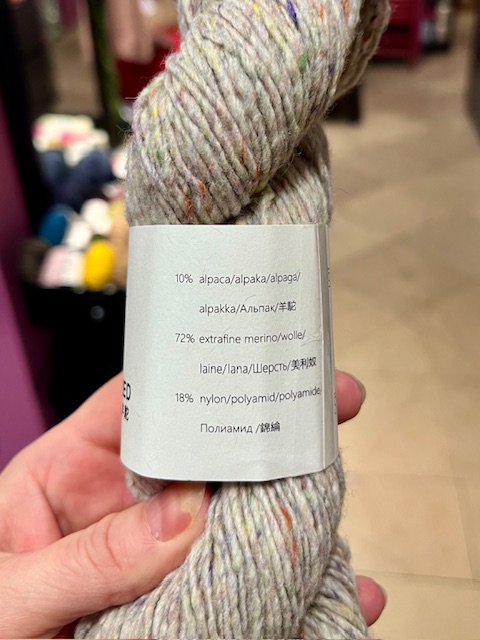 10% alpaca/alpaka/alpaga/
alpakka/Альпак/羊駝
72% extrafine merino/wolle/
laine/lana/Шерсть/美利奴
18% nylon/polyamid/polyamide
Полиамид /錦綸
ED